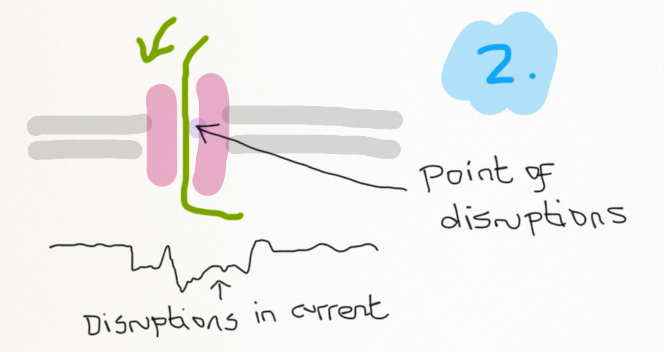 2.
Point of
disruptions
Disruptions in current